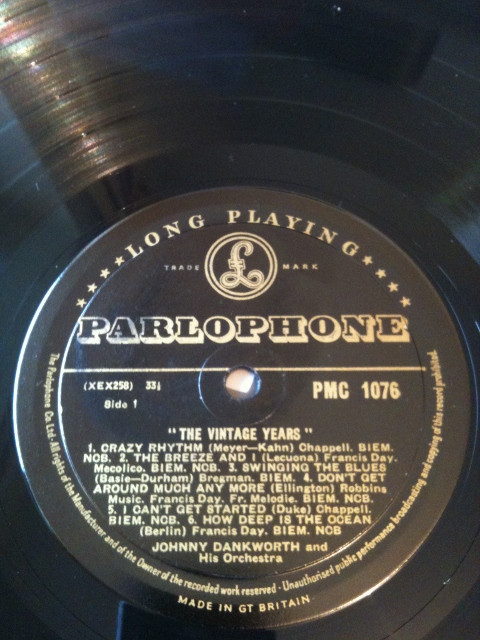 ★★★★★LONG PLAYING★★★★★
£
TRADE MARK
PARLOPHONE
(XEX258) 33⅓
Side 1
PMC 1076
"THE VINTAGE YEARS"
1. CRAZY RHYTHM (Meyer—Kahn) Chappell. BIEM.
NCB. 2. THE BREEZE AND I (Lecuona) Francis Day.
Mecolico. BIEM. NCB. 3. SWINGING THE BLUES
(Basie—Durham) Bregman. BIEM. 4. DON'T GET
AROUND MUCH ANY MORE (Ellington) Robbins
Music. Francis Day. Fr. Melodie. BIEM. NCB.
5. I CAN'T GET STARTED (Duke) Chappell.
BIEM. NCB. 6. HOW DEEP IS THE OCEAN
(Berlin) Francis Day. BIEM. NCB
JOHNNY DANKWORTH and
His Orchestra
The Parlophone Co. Ltd. All rights of the Manufacturer and of the Owner of the recorded work reserved · Unauthorised public performance broadcasting and copying of this record prohibited.
MADE IN GT BRITAIN